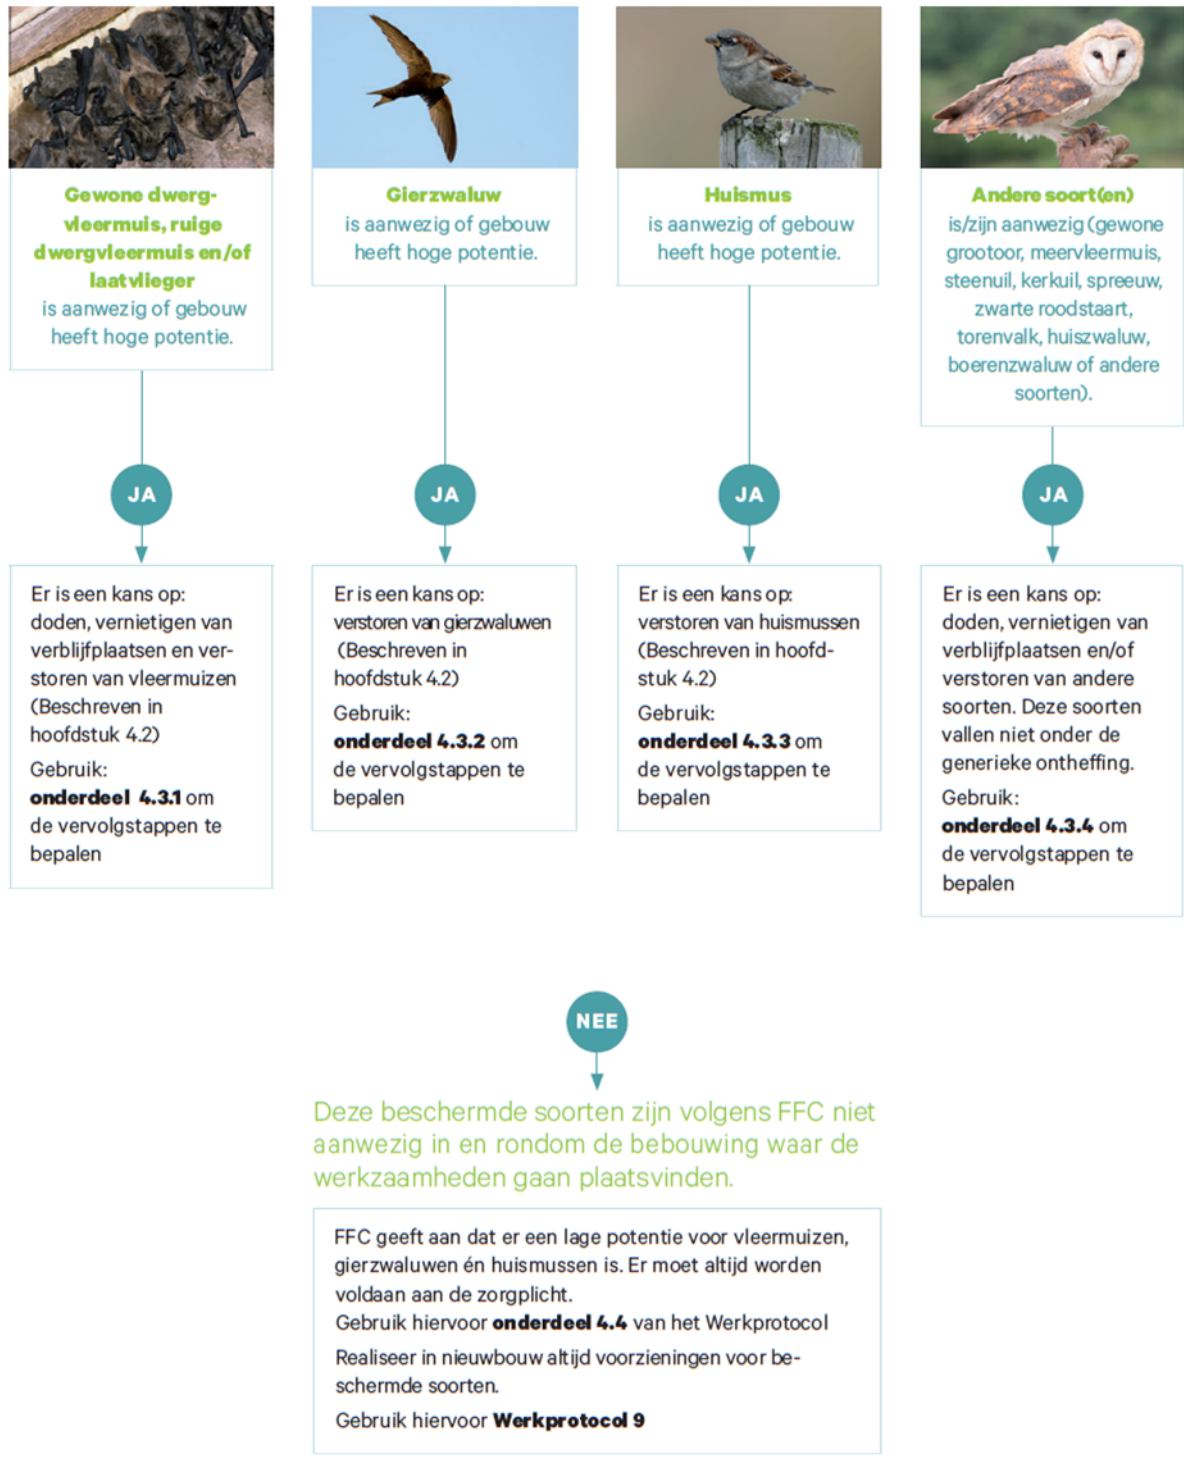 Gewone dwerg-
vleermuis, ruige
dwergvleermuis en/of
laatvlieger
is aanwezig of gebouw
heeft hoge potentie.
JA
Er is een kans op:
doden, vernietigen van
verblijfplaatsen en ver-
storen van vleermuizen
(Beschreven in
hoofdstuk 4.2)
Gebruik:
onderdeel 4.3.1 om
de vervolgstappen te
bepalen
Gierzwaluw
is aanwezig of gebouw
heeft hoge potentie.
JA
Er is een kans op:
verstoren van gierzwaluwen
(Beschreven in
hoofdstuk 4.2)
Gebruik:
onderdeel 4.3.2 om
de vervolgstappen te
bepalen
Huismus
is aanwezig of gebouw
heeft hoge potentie.
JA
Er is een kans op:
verstoren van huismussen
(Beschreven in hoofd-
stuk 4.2)
Gebruik:
onderdeel 4.3.3 om
de vervolgstappen te
bepalen
Andere soort(en)
is/zijn aanwezig (gewone
grootoor, meervleermuis,
steenuil, kerkuil, spreeuw,
zwarte roodstaart,
torenvalk, huiszwaluw,
boerenzwaluw of andere
soorten).
JA
Er is een kans op:
doden, vernietigen van
verblijfplaatsen en/of
verstoren van andere
soorten. Deze soorten
vallen niet onder de
generieke ontheffing.
Gebruik:
onderdeel 4.3.4 om
de vervolgstappen te
bepalen
NEE
Deze beschermde soorten zijn volgens FFC niet
aanwezig in en rondom de bebouwing waar de
werkzaamheden gaan plaatsvinden.
FFC geeft aan dat er een lage potentie voor vleermuizen,
gierzwaluwen én huismussen is. Er moet altijd worden
voldaan aan de zorgplicht.
Gebruik hiervoor onderdeel 4.4 van het Werkprotocol
Realiseer in nieuwbouw altijd voorzieningen voor be-
schermde soorten.
Gebruik hiervoor Werkprotocol 9